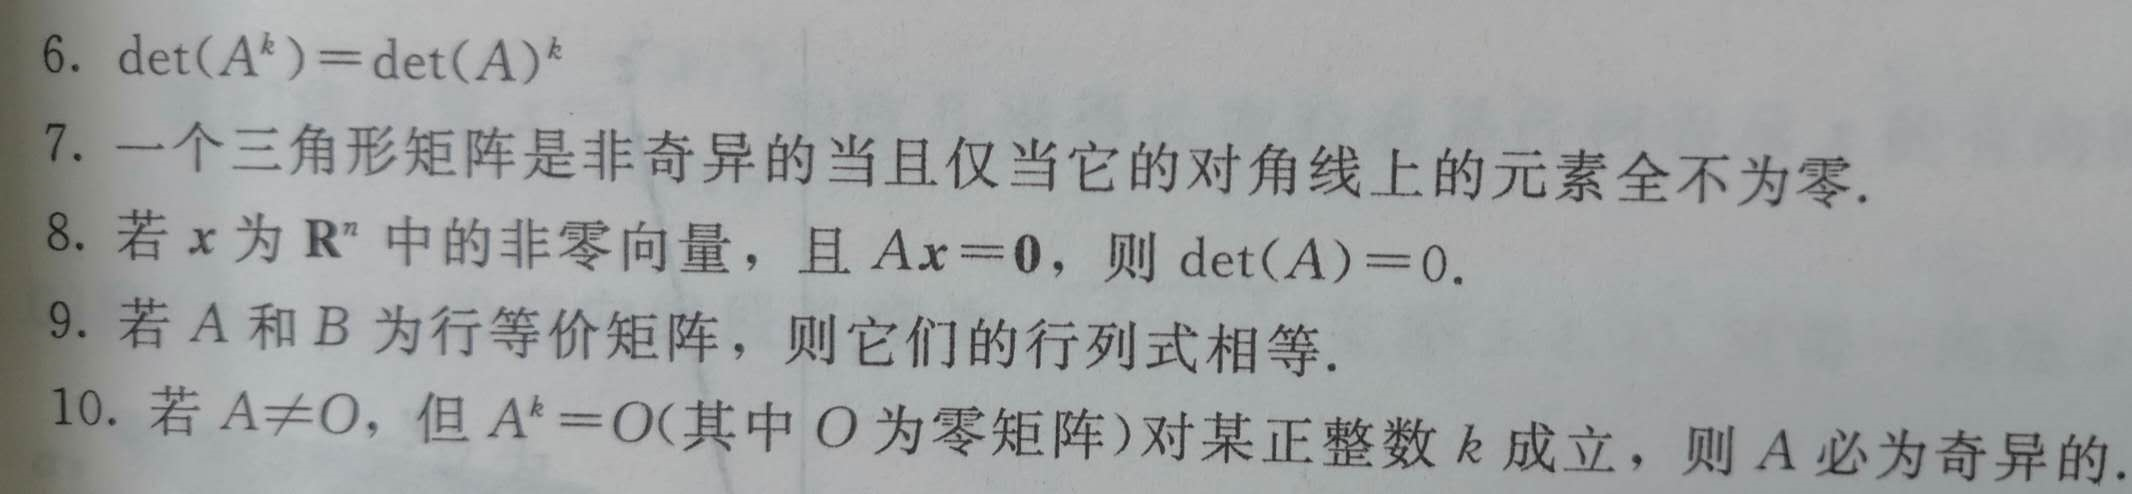 6. det(Aᵏ)=det(A)ᵏ
7. 一个三角形矩阵是非奇异的当且仅当它的对角线上的元素全不为零.
8. 若 x 为 Rⁿ 中的非零向量，且 Ax=0，则 det(A)=0.
9. 若 A 和 B 为行等价矩阵，则它们的行列式相等.
10. 若 A≠O，但 Aᵏ=O(其中 O 为零矩阵)对某正整数 k 成立，则 A 必为奇异的.